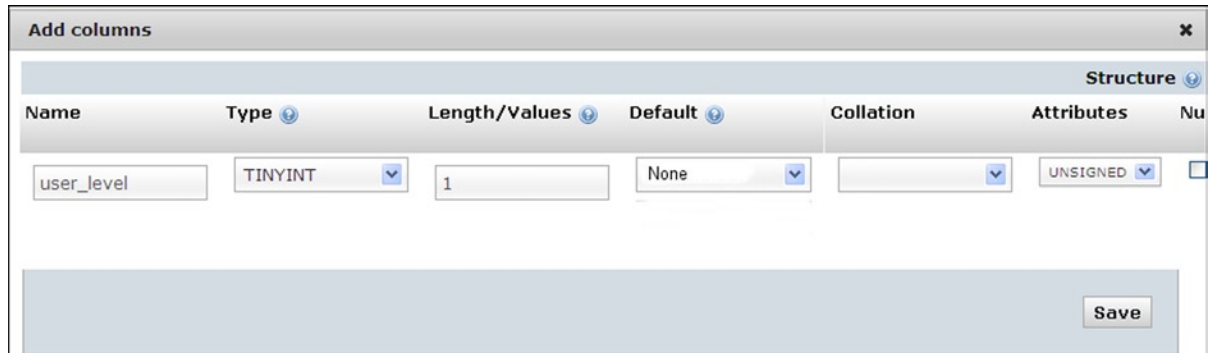 Add columns
Structure
Name Type Length/Values Default Collation Attributes Nu
user_level TINYINT 1 None UNSIGNED
Save